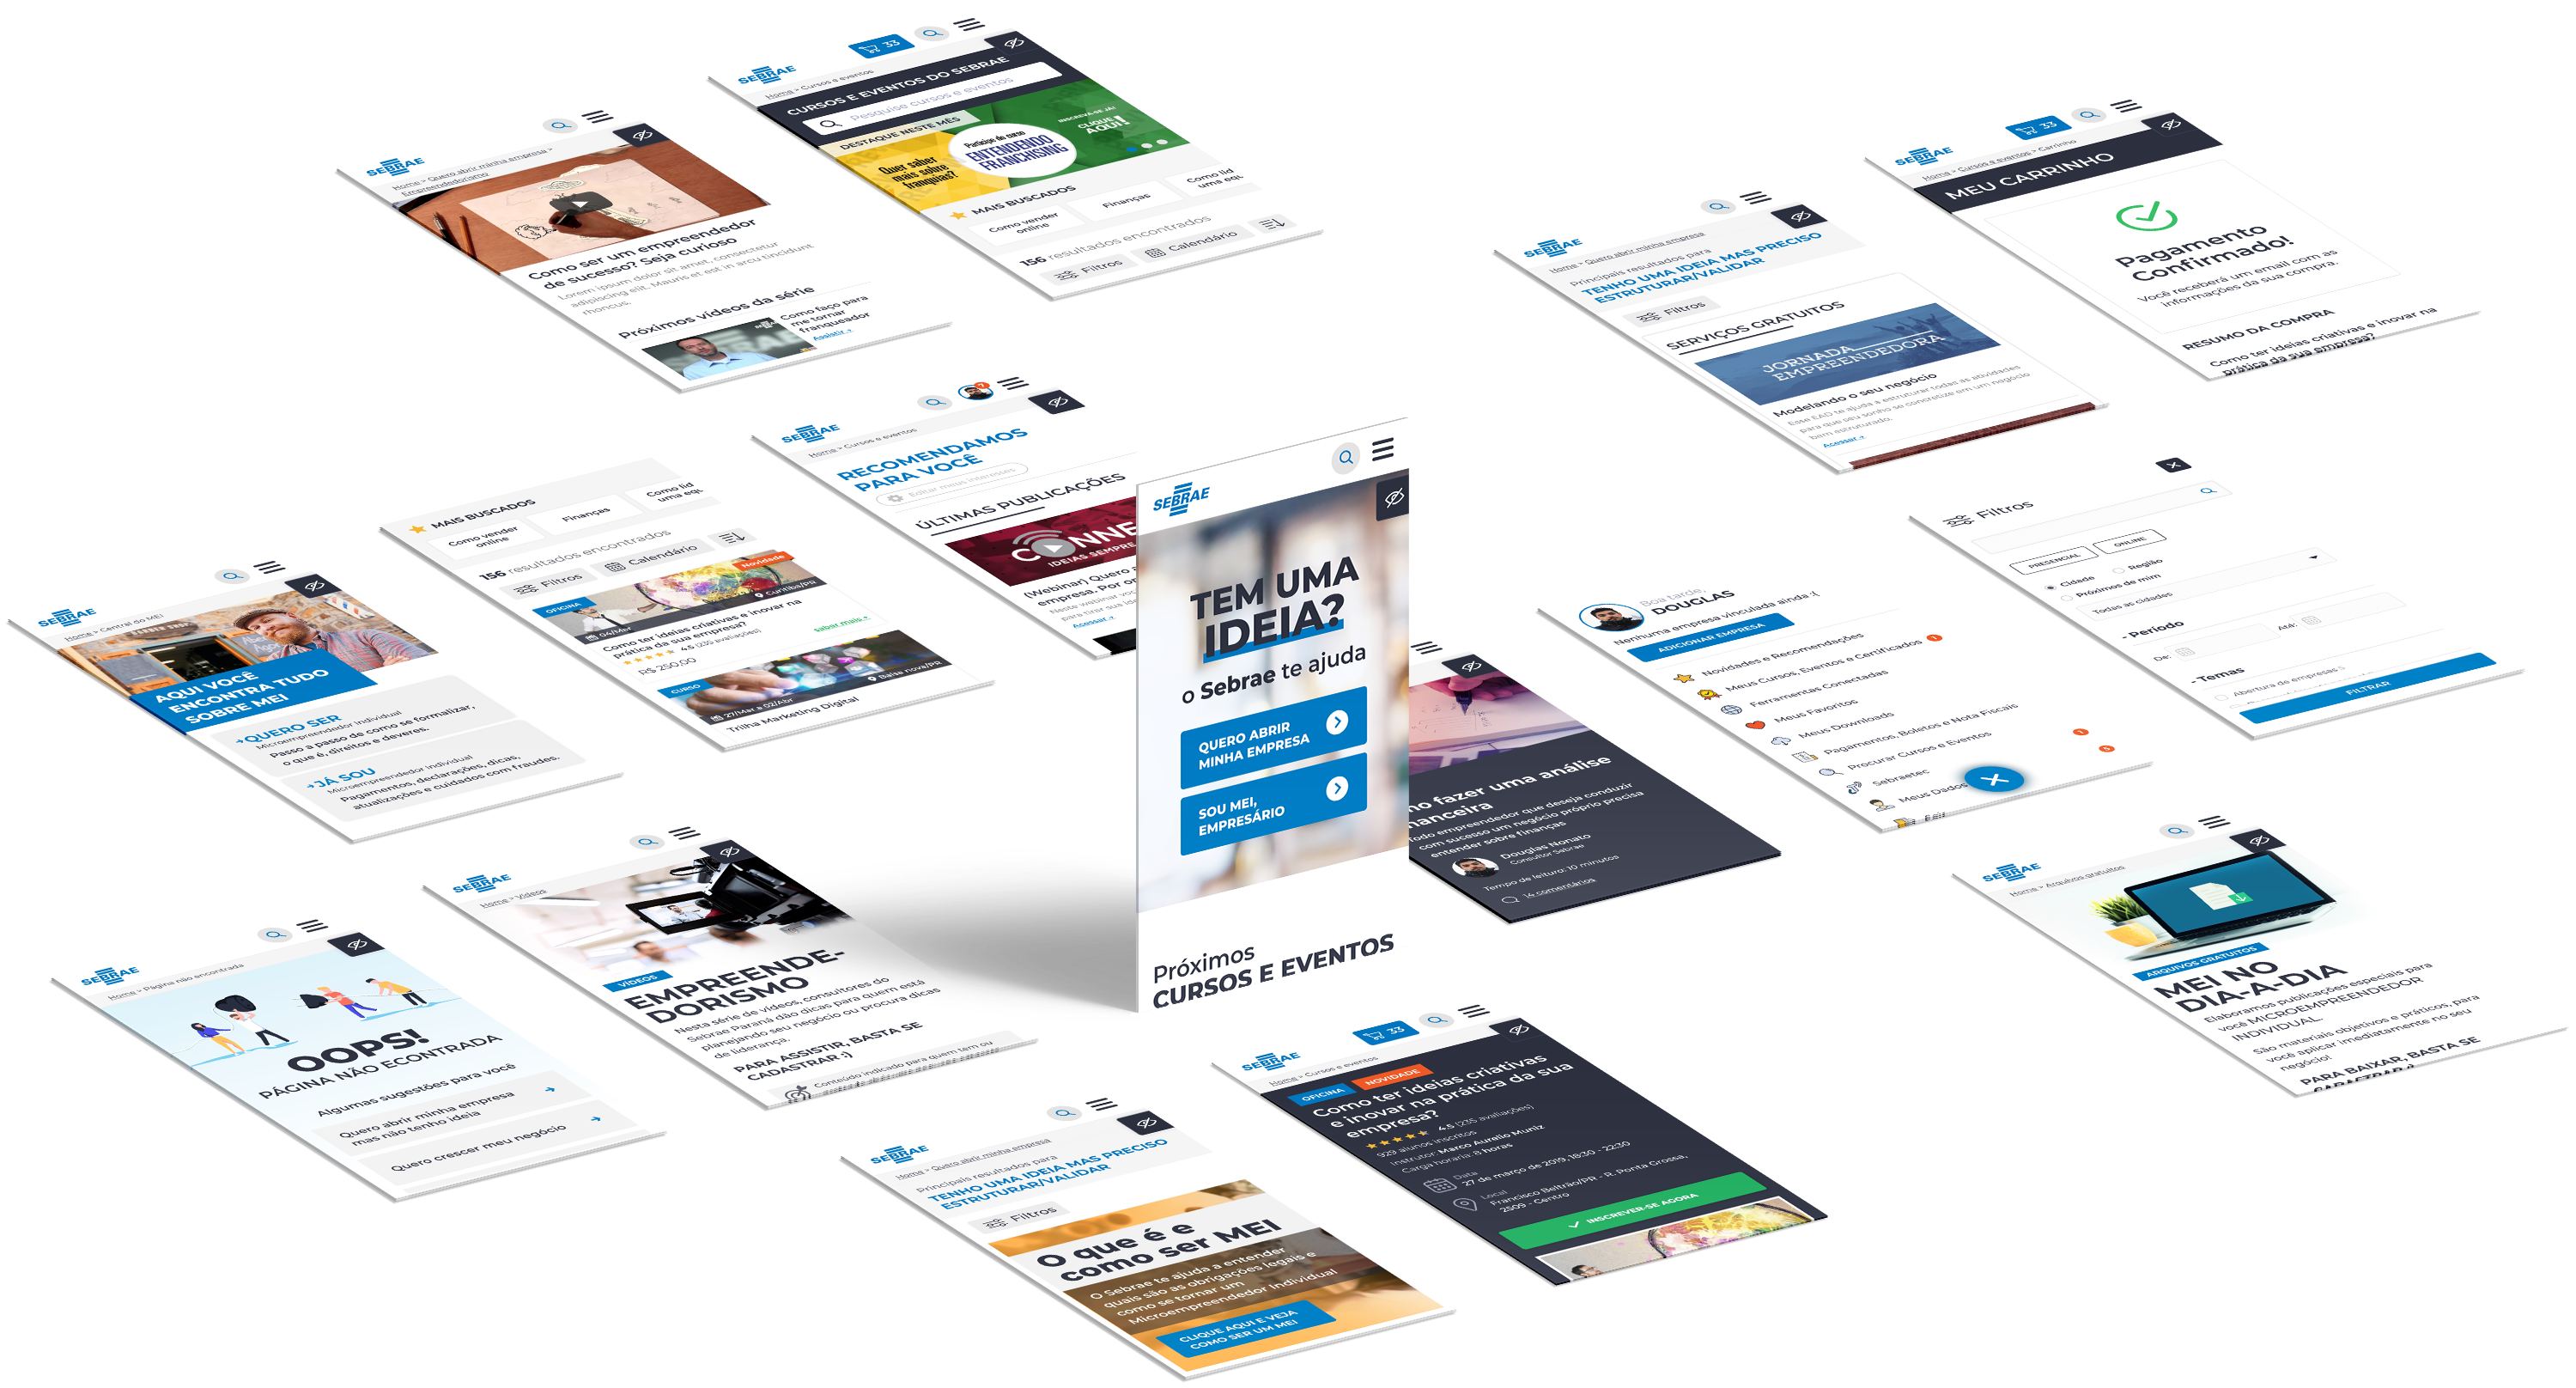 SEBRAE
Home > Quero abrir minha empresa >
Empreendedorismo
Como ser um empreendedor
de sucesso? Seja curioso
Lorem ipsum dolor sit amet, consectetur
adipiscing elit. Mauris et est in arcu tincidunt
rhoncus.
Próximos vídeos da série
Como faço para
me tornar
franqueador
Assistir +
33
SEBRAE
Home > Cursos e eventos
CURSOS E EVENTOS DO SEBRAE
Pesquise cursos e eventos
DESTAQUE NESTE MÊS
Quer saber
mais sobre
franquias?
Participe do curso
ENTENDENDO
FRANCHISING
INSCREVA-SE JÁ!
CLIQUE
AQUI!
MAIS BUSCADOS
Como vender
online
Finanças
Como lid
uma equ
156 resultados encontrados
Filtros
Calendário
SEBRAE
Home > Quero abrir minha empresa
Principais resultados para
TENHO UMA IDEIA MAS PRECISO
ESTRUTURAR/VALIDAR
Filtros
SERVIÇOS GRATUITOS
JORNADA
EMPREENDEDORA
Modelando o seu negócio
Este EAD te ajuda a estruturar todas as atividades
para que seu sonho se concretize em um negócio
bem estruturado.
Acessar +
33
SEBRAE
Home > Cursos e eventos > Carrinho
MEU CARRINHO
Pagamento
Confirmado!
Você receberá um email com as
informações da sua compra.
RESUMO DA COMPRA
Como ter ideias criativas e inovar na
prática da sua empresa?
SEBRAE
Home > Central do MEI
AQUI VOCÊ
ENCONTRA TUDO
SOBRE MEI
QUERO SER
Microempreendedor Individual
Passo a passo de como se formalizar,
o que é, direitos e deveres.
JÁ SOU
Microempreendedor Individual
Pagamentos, declarações, dicas,
atualizações e cuidados com fraudes.
MAIS BUSCADOS
Como vender
online
Finanças
Como lid
uma equ
156 resultados encontrados
Filtros
Calendário
OFICINA
Novidade
04/Mar
Curitiba/PR
Como ter ideias criativas e inovar na
prática da sua empresa?
4.5 (235 avaliações)
R$ 250,00
saber mais +
CURSO
27/Mar a 02/Abr
Baisa nova/PR
Trilha Marketing Digital
7
SEBRAE
Home > Cursos e eventos
RECOMENDAMOS
PARA VOCÊ
Editar meus interesses
ÚLTIMAS PUBLICAÇÕES
CONNE
IDEIAS SEMPRE
(Webinar) Quero a
empresa. Por on
Neste webinar voc
para tirar sua ide
Acessar +
SEBRAE
TEM UMA
IDEIA?
o Sebrae te ajuda
QUERO ABRIR
MINHA EMPRESA
SOU MEI,
EMPRESÁRIO
Próximos
CURSOS E EVENTOS
mo fazer uma análise
nanceira
Todo empreendedor que deseja conduzir
com sucesso um negócio próprio precisa
entender sobre finanças
Douglas Nonato
Consultor Sebrae
Tempo de leitura: 10 minutos
14 comentários
Boa tarde,
DOUGLAS
Nenhuma empresa vinculada ainda :(
ADICIONAR EMPRESA
Novidades e Recomendações
Meus Cursos, Eventos e Certificados
Ferramentas Conectadas
Meus Favoritos
Meus Downloads
Pagamentos, Boletos e Nota Fiscais
Procurar Cursos e Eventos
Sebraetec
Meus Dados
Filtros
PRESENCIAL
ONLINE
Cidade
Região
Próximos de mim
Todas as cidades
- Período
De:
Até:
- Temas
Abertura de empresas 5
FILTRAR
SEBRAE
Home > Página não encontrada
OOPS!
PÁGINA NÃO ECONTRADA
Algumas sugestões para você
Quero abrir minha empresa
mas não tenho ideia
Quero crescer meu negócio
SEBRAE
Home > Vídeos
VÍDEOS
EMPREENDE-
DORISMO
Nesta série de vídeos, consultores do
Sebrae Paraná dão dicas para quem está
planejando seu negócio ou procura dicas
de liderança.
PARA ASSISTIR, BASTA SE
CADASTRAR ;)
Conteúdo indicado para quem tem ou
SEBRAE
Home > Quero abrir minha empresa
Principais resultados para
TENHO UMA IDEIA MAS PRECISO
ESTRUTURAR/VALIDAR
Filtros
O que é e
como ser MEI
O Sebrae te ajuda a entender
quais são as obrigações legais e
como se tornar um
Microempreendedor Individual
CLIQUE AQUI E VEJA
COMO SER UM MEI
33
SEBRAE
Home > Cursos e eventos
OFICINA
NOVIDADE
Como ter ideias criativas
e inovar na prática da sua
empresa?
4.5 (235 avaliações)
929 alunos inscritos
Instrutor: Marco Aurelio Muniz
Carga horaria: 8 horas
Data
27 de março de 2019, 18:30 - 22:30
Local
Francisco Beltrão/PR - R. Ponta Grossa,
2509 - Centro
INSCREVER-SE AGORA
SEBRAE
Home > Arquivos gratuitos
ARQUIVOS GRATUITOS
MEI NO
DIA-A-DIA
Elaboramos publicações especiais para
você MICROEMPREENDEDOR
INDIVIDUAL.
São materiais objetivos e práticos, para
você aplicar imediatamente no seu
negócio!
PARA BAIXAR, BASTA SE